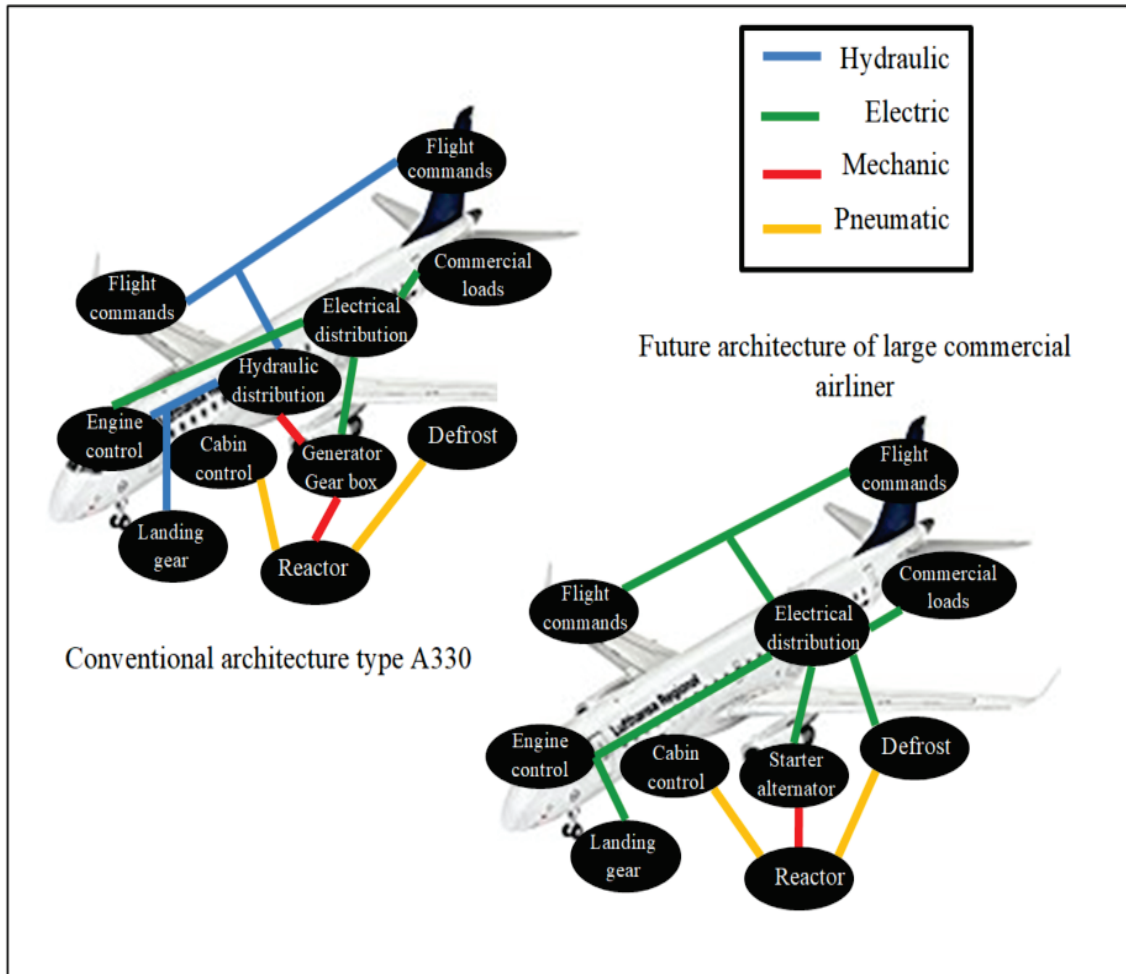 Hydraulic
Electric
Mechanic
Pneumatic
Flight
commands
Commercial
loads
Flight
commands
Electrical
distribution
Hydraulic
distribution
Engine
control
Cabin
control
Generator
Gear box
Defrost
Landing
gear
Reactor
Conventional architecture type A330
Future architecture of large commercial
airliner
Flight
commands
Commercial
loads
Flight
commands
Electrical
distribution
Lufthansa Regional
Engine
control
Cabin
control
Starter
alternator
Defrost
Landing
gear
Reactor